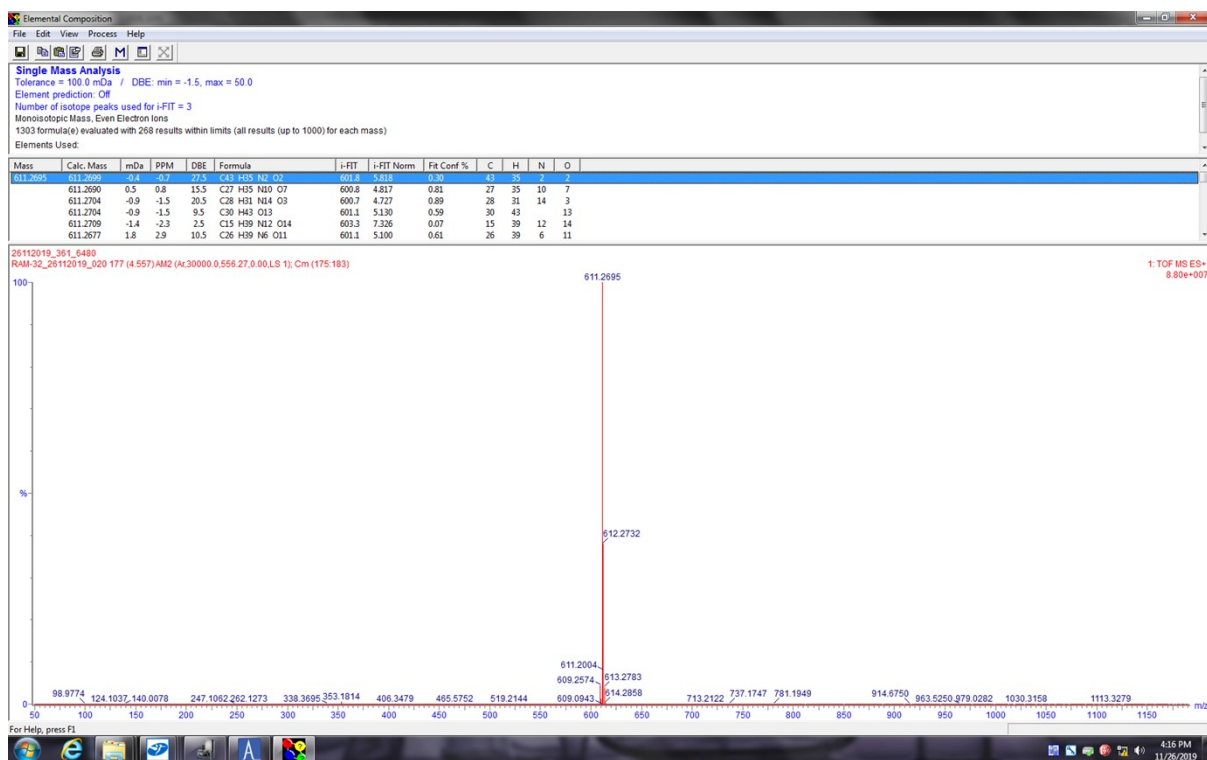 Elemental Composition
File Edit View Process Help
Single Mass Analysis
Tolerance = 100.0 mDa / DBE: min = -1.5, max = 50.0
Element prediction: Off
Number of isotope peaks used for i-FIT = 3
Monoisotopic Mass, Even Electron Ions
1303 formula(e) evaluated with 268 results within limits (all results (up to 1000) for each mass)
Elements Used:
Mass Calc. Mass mDa PPM DBE Formula i-FIT i-FIT Norm Fit Conf % C H N O
611.2695 611.2699 -0.4 -0.7 27.5 C43 H35 N2 O2 601.8 5.818 0.30 43 35 2 2
611.2690 0.5 0.8 15.5 C27 H35 N10 O7 600.8 4.817 0.81 27 35 10 7
611.2704 -0.9 -1.5 20.5 C28 H31 N14 O3 600.7 4.727 0.89 28 31 14 3
611.2704 -0.9 -1.5 9.5 C30 H43 O13 601.1 5.130 0.59 30 43 13
611.2709 -1.4 -2.3 2.5 C15 H39 N12 O14 603.3 7.326 0.07 15 39 12 14
611.2677 1.8 2.9 10.5 C26 H39 N6 O11 601.1 5.100 0.61 26 39 6 11
26112019_361_6480
RAM-32_26112019_020 177 (4.557) AM2 (Ar,30000.0,556.27,0.00,LS 1); Cm (175:183)
1: TOF MS ES+
8.80e+007
611.2695
100
%
612.2732
611.2004
609.2574 613.2783
98.9774 124.1037 140.0078 247.1062 262.1273 338.3695 353.1814 406.3479 465.5752 519.2144 609.0943 614.2858 713.2122 737.1747 781.1949 914.6750 963.5250 979.0282 1030.3158 1113.3279
0
m/z
50 100 150 200 250 300 350 400 450 500 550 600 650 700 750 800 850 900 950 1000 1050 1100 1150
For Help, press F1
4:16 PM
11/26/2019